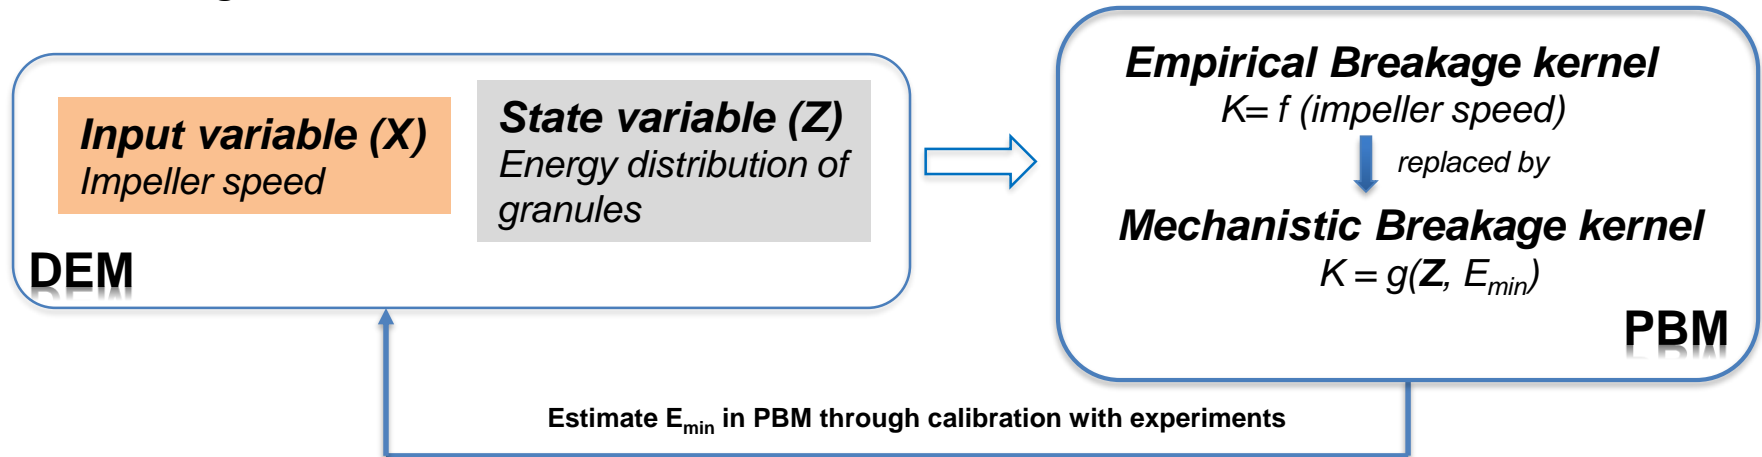 Input variable (X)
Impeller speed
State variable (Z)
Energy distribution of
granules
DEM
Empirical Breakage kernel
K= f (impeller speed)
replaced by
Mechanistic Breakage kernel
K = g(Z, Emin)
PBM
Estimate Emin in PBM through calibration with experiments